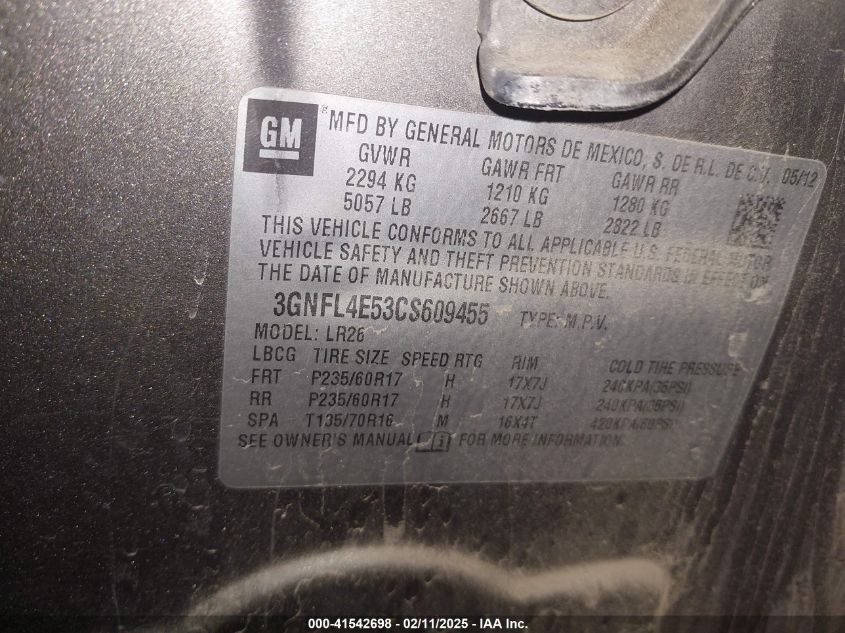 GM ® MFD BY GENERAL MOTORS DE MEXICO, S. DE R.L. DE C.V. 05/12
GVWR GAWR FRT GAWR RR
2294 KG 1210 KG 1280 KG
5057 LB 2667 LB 2822 LB
THIS VEHICLE CONFORMS TO ALL APPLICABLE U.S. FEDERAL MOTOR
VEHICLE SAFETY AND THEFT PREVENTION STANDARDS IN EFFECT ON
THE DATE OF MANUFACTURE SHOWN ABOVE.
3GNFL4E53CS609455 TYPE: M.P.V.
MODEL: LR26
LBCG TIRE SIZE SPEED RTG RIM COLD TIRE PRESSURE
FRT P235/60R17 H 17X7J 240KPA(35PSI)
RR P235/60R17 H 17X7J 240KPA(35PSI)
SPA T135/70R16 M 16X4T 420KPA(60PSI)
SEE OWNER'S MANUAL i FOR MORE INFORMATION.
000-41542698 - 02/11/2025 - IAA Inc.